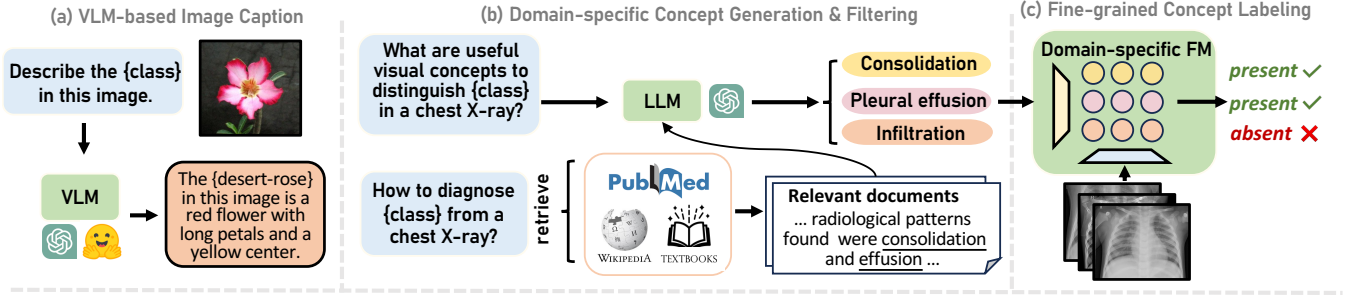 (a) VLM-based Image Caption
Describe the {class}
in this image.
VLM
The {desert-rose}
in this image is a
red flower with
long petals and a
yellow center.
(b) Domain-specific Concept Generation & Filtering
What are useful
visual concepts to
distinguish {class}
in a chest X-ray?
LLM
Consolidation
Pleural effusion
Infiltration
How to diagnose
{class} from a
chest X-ray?
retrieve
PubMed
WIKIPEDIA
TEXTBOOKS
Relevant documents
... radiological patterns
found were consolidation
and effusion ...
(c) Fine-grained Concept Labeling
Domain-specific FM
present ✓
present ✓
absent ✗